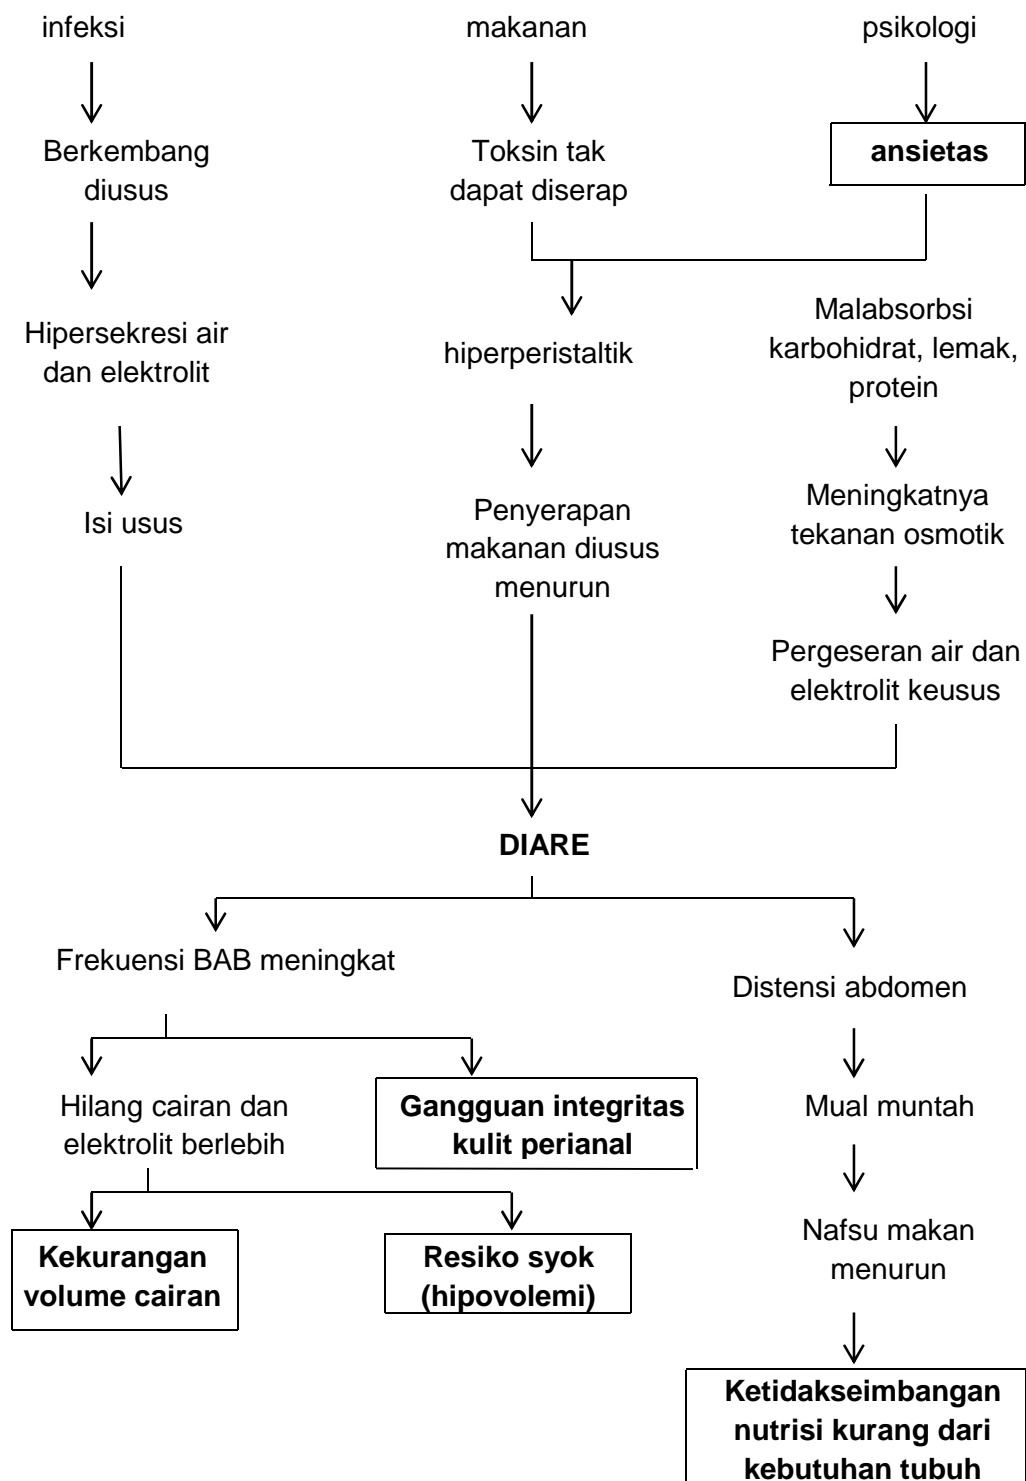 infeksi
makanan
psikologi
Berkembang
diusus
Toksin tak
dapat diserap
ansietas
Hipersekresi air
dan elektrolit
hiperperistaltik
Malabsorbsi
karbohidrat, lemak,
protein
Isi usus
Penyerapan
makanan diusus
menurun
Meningkatnya
tekanan osmotik
Pergeseran air dan
elektrolit keusus
DIARE
Frekuensi BAB meningkat
Distensi abdomen
Hilang cairan dan
elektrolit berlebih
Gangguan integritas
kulit perianal
Mual muntah
Kekurangan
volume cairan
Resiko syok
(hipovolemi)
Nafsu makan
menurun
Ketidakseimbangan
nutrisi kurang dari
kebutuhan tubuh